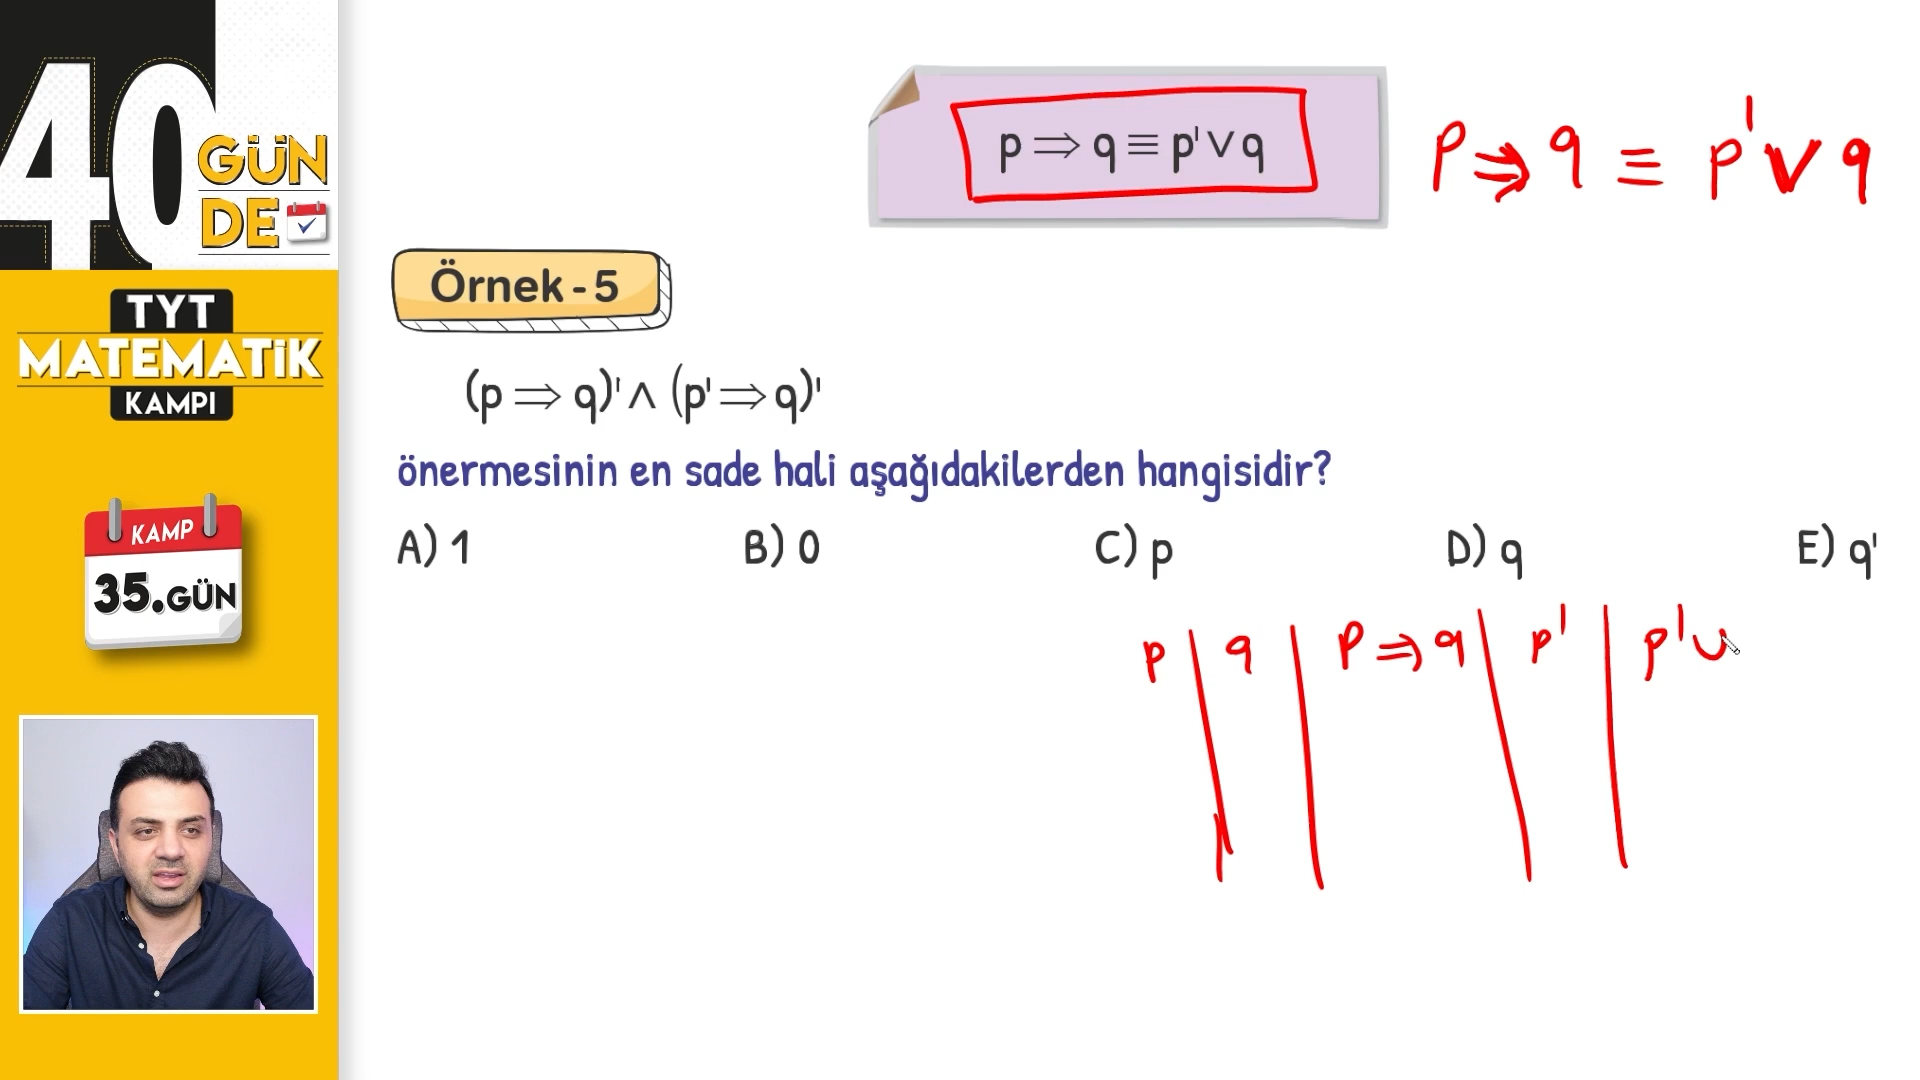 40
GÜN
DE
TYT
MATEMATİK
KAMPI
KAMP
35.GÜN
p ⇒ q ≡ p' ∨ q
p ⇒ q ≡ p' ∨ q
Örnek - 5
(p ⇒ q)' ∧ (p' ⇒ q)'
önermesinin en sade hali aşağıdakilerden hangisidir?
A) 1 B) 0 C) p D) q E) q'
p | q | p ⇒ q | p' | p' ∨